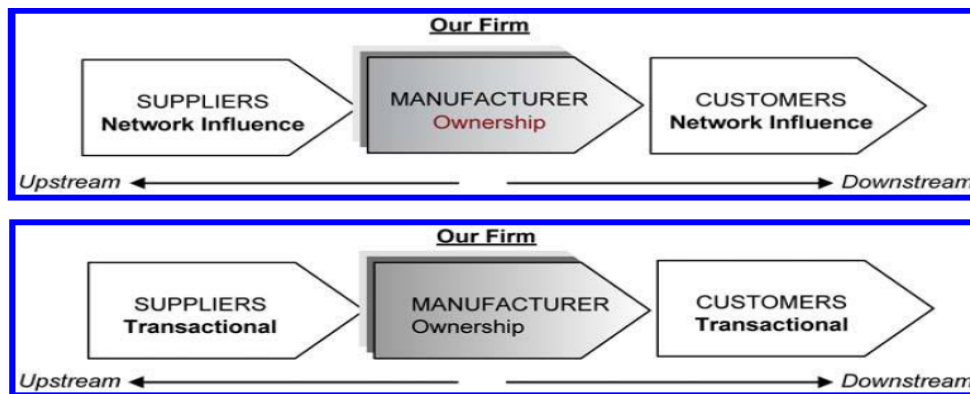 Our Firm
SUPPLIERS
Network Influence
MANUFACTURER
Ownership
CUSTOMERS
Network Influence
Upstream
Downstream
Our Firm
SUPPLIERS
Transactional
MANUFACTURER
Ownership
CUSTOMERS
Transactional
Upstream
Downstream